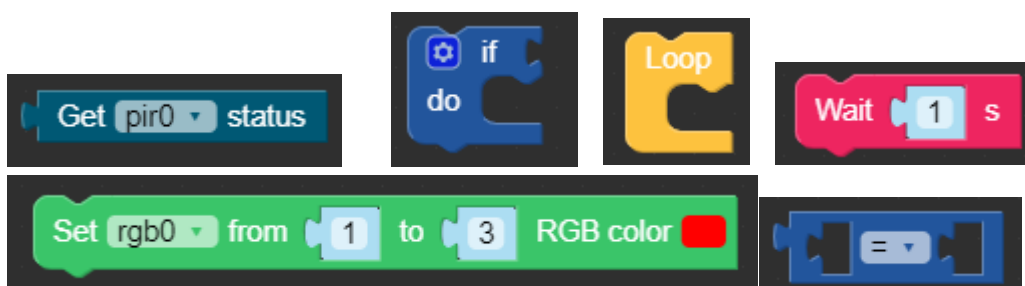 Get pir0 status
if
do
Loop
Wait 1 s
Set rgb0 from 1 to 3 RGB color
=